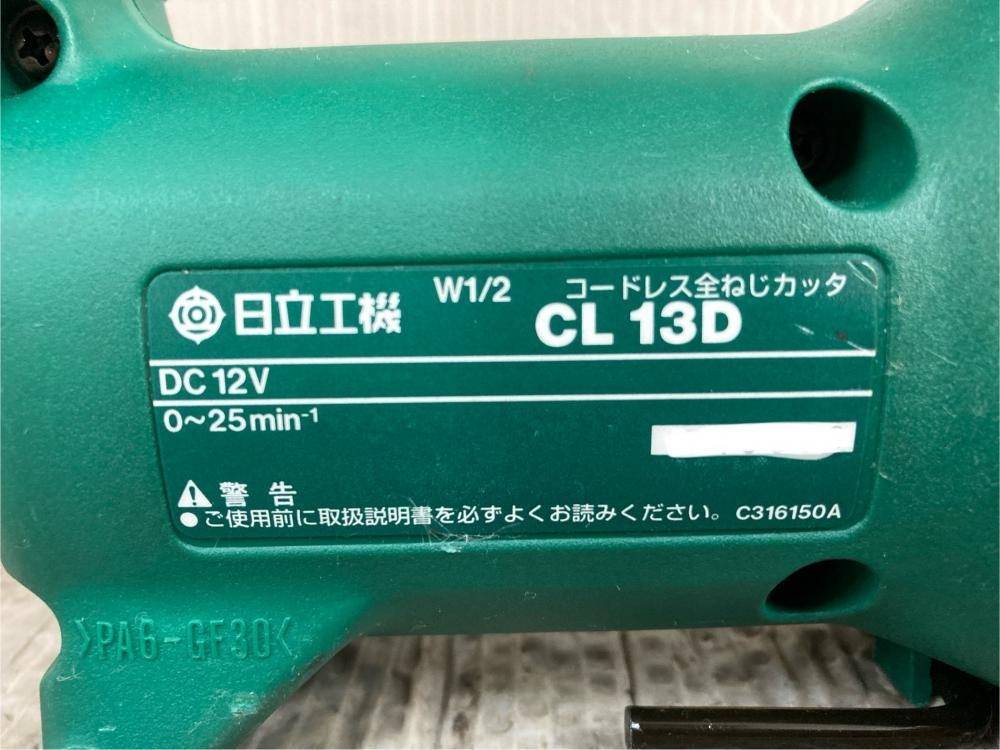 日立工機 W1/2 コードレス全ねじカッタ
CL 13D
DC 12V
0~25min⁻¹
⚠警告
●ご使用前に取扱説明書を必ずよくお読みください。 C316150A
>PA6-GF30<